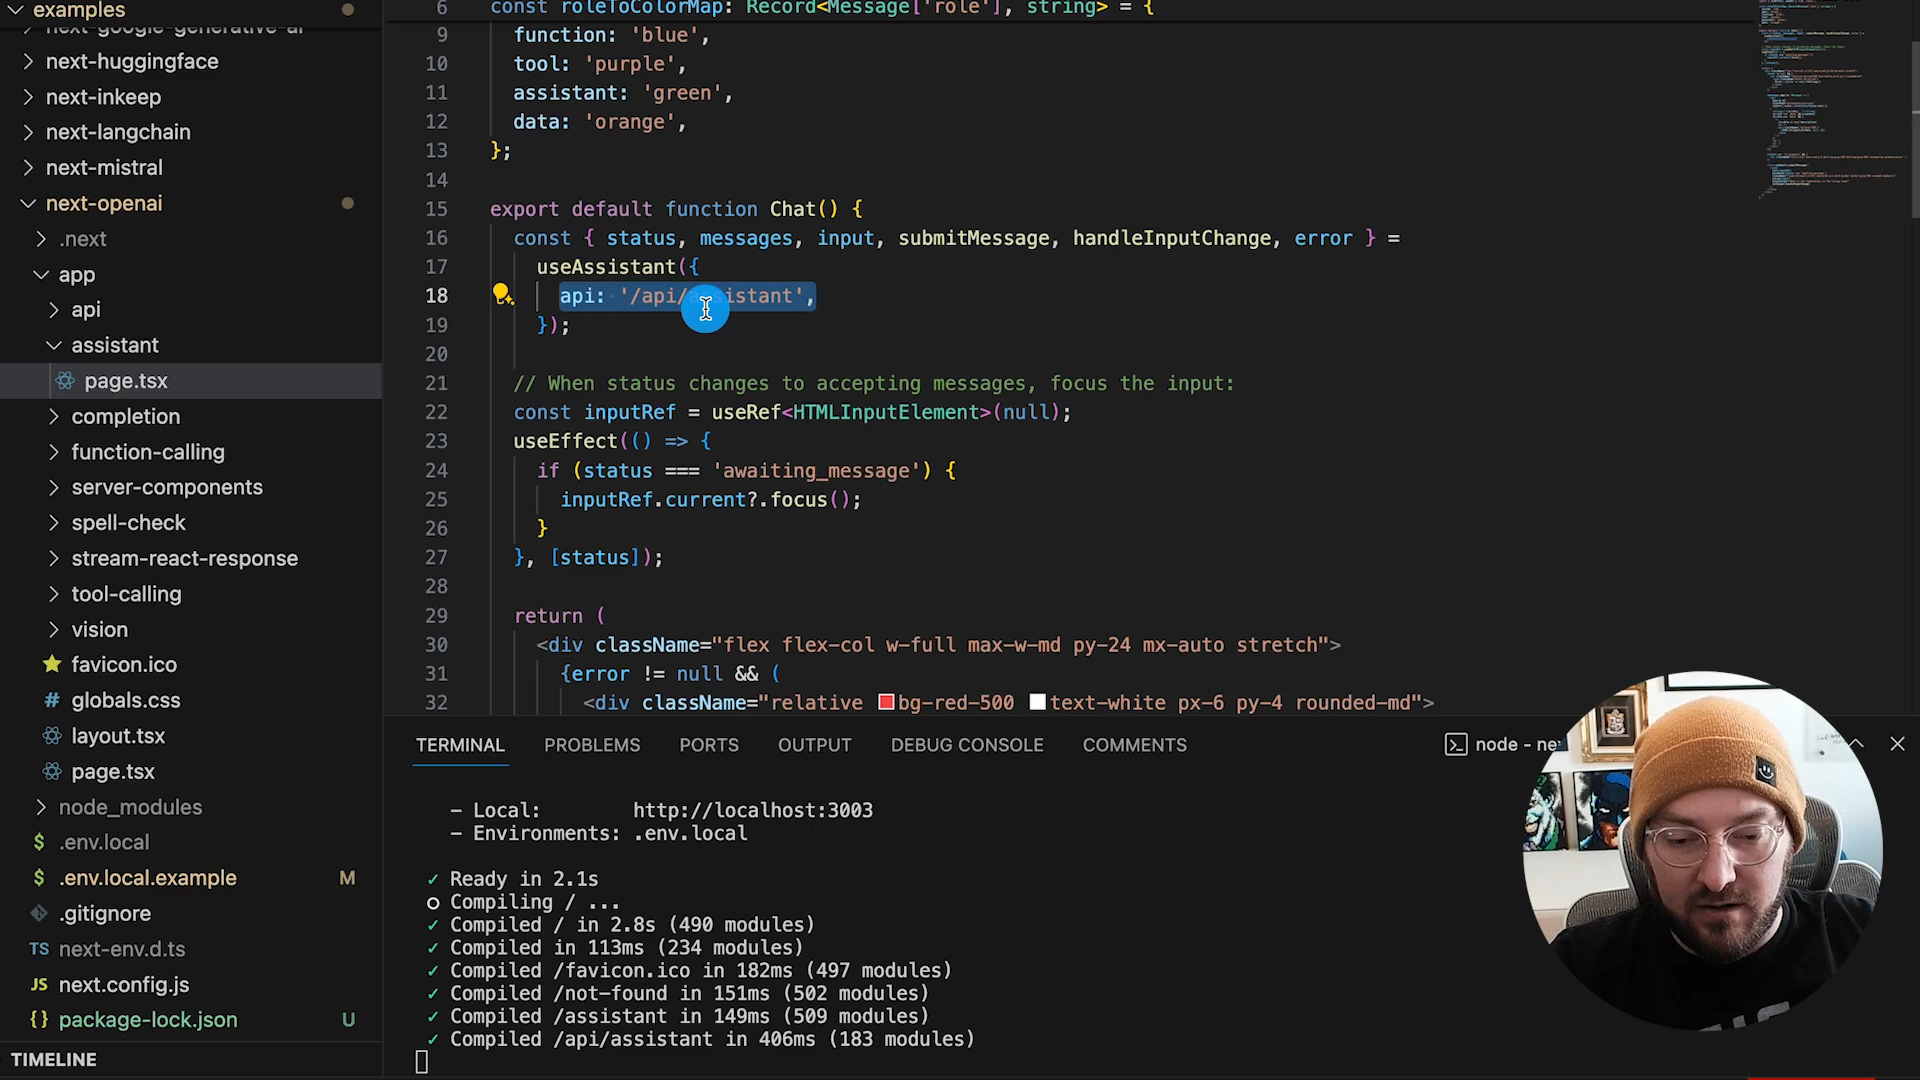 examples
next-google-generative-ai
next-huggingface
next-inkeep
next-langchain
next-mistral
next-openai
.next
app
api
assistant
page.tsx
completion
function-calling
server-components
spell-check
stream-react-response
tool-calling
vision
favicon.ico
globals.css
layout.tsx
page.tsx
node_modules
.env.local
.env.local.example M
.gitignore
TS next-env.d.ts
JS next.config.js
{} package-lock.json U
TIMELINE
6 const roleToColorMap: Record<Message['role'], string> = {
9 function: 'blue',
10 tool: 'purple',
11 assistant: 'green',
12 data: 'orange',
13 };
14
15 export default function Chat() {
16 const { status, messages, input, submitMessage, handleInputChange, error } =
17 useAssistant({
18 api: '/api/assistant',
19 });
20
21 // When status changes to accepting messages, focus the input:
22 const inputRef = useRef<HTMLInputElement>(null);
23 useEffect(() => {
24 if (status === 'awaiting_message') {
25 inputRef.current?.focus();
26 }
27 }, [status]);
28
29 return (
30 <div className="flex flex-col w-full max-w-md py-24 mx-auto stretch">
31 {error != null && (
32 <div className="relative bg-red-500 text-white px-6 py-4 rounded-md">
TERMINAL PROBLEMS PORTS OUTPUT DEBUG CONSOLE COMMENTS node - ne
- Local: http://localhost:3003
- Environments: .env.local
✓ Ready in 2.1s
○ Compiling / ...
✓ Compiled / in 2.8s (490 modules)
✓ Compiled in 113ms (234 modules)
✓ Compiled /favicon.ico in 182ms (497 modules)
✓ Compiled /not-found in 151ms (502 modules)
✓ Compiled /assistant in 149ms (509 modules)
✓ Compiled /api/assistant in 406ms (183 modules)